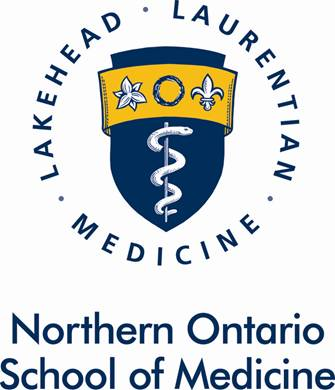 LAKEHEAD · LAURENTIAN · MEDICINE ·
Northern Ontario
School of Medicine